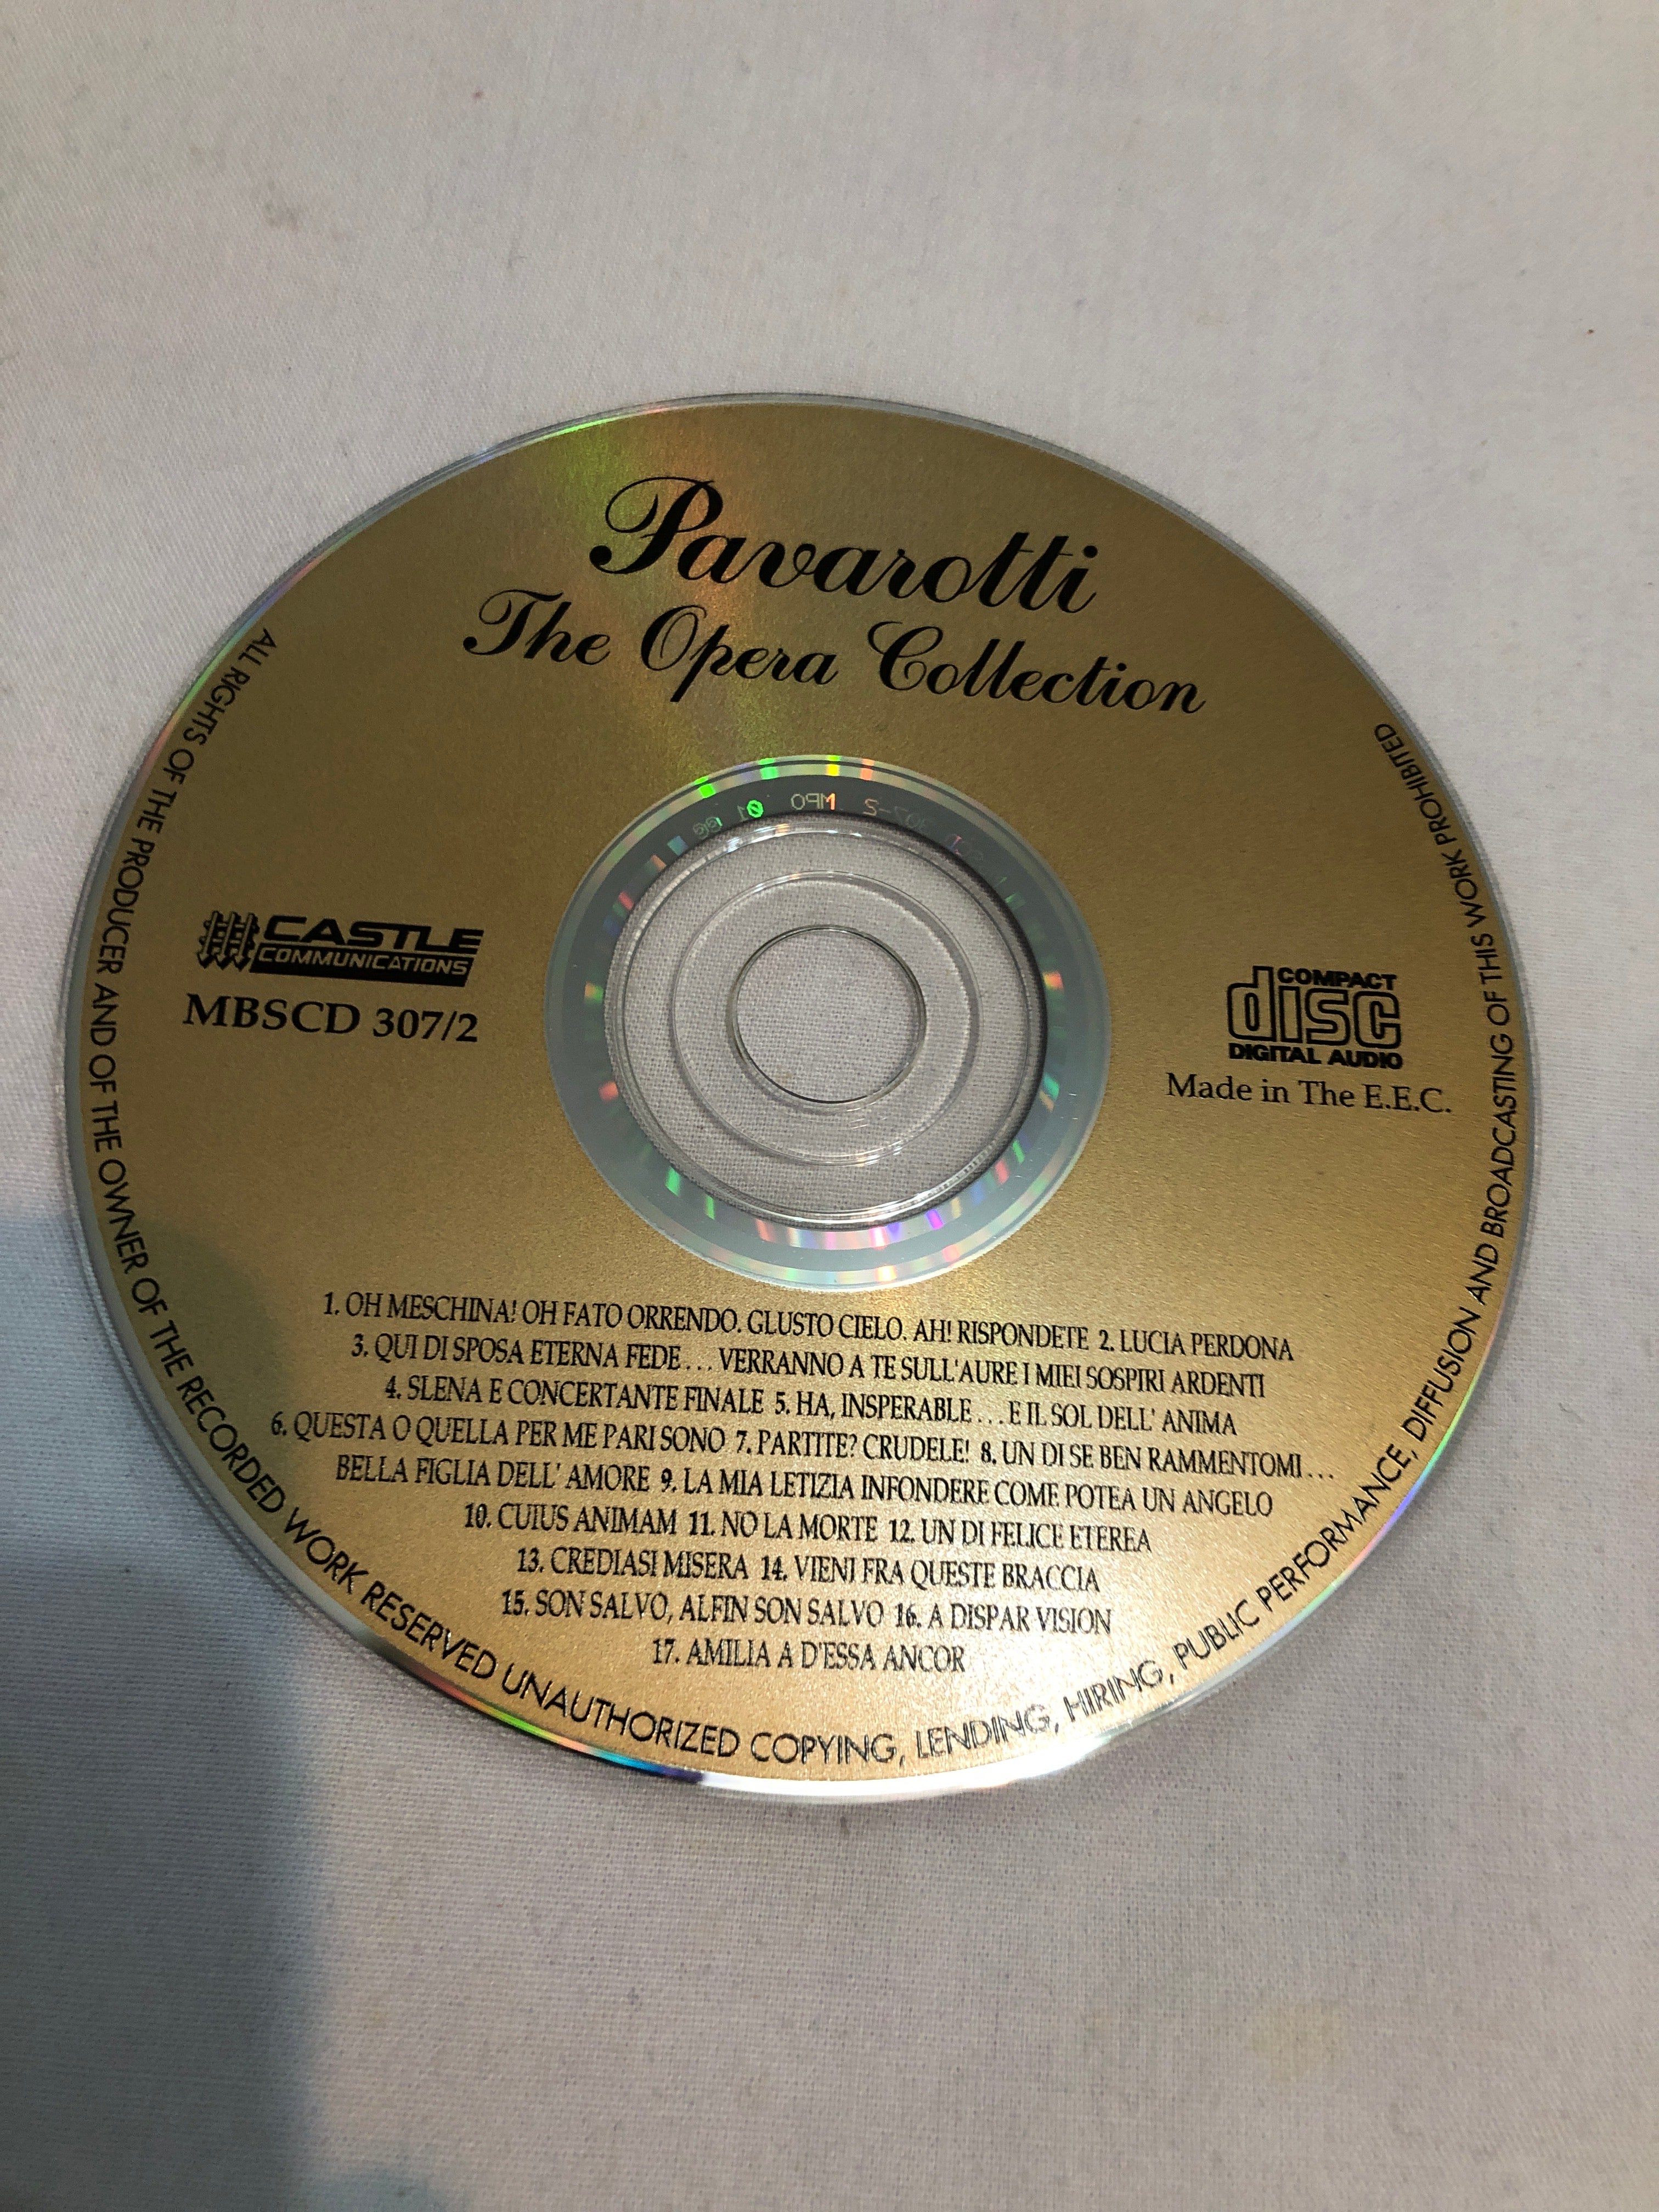 Pavarotti
The Opera Collection
CASTLE
COMMUNICATIONS
MBSCD 307/2
COMPACT
disc
DIGITAL AUDIO
Made in The E.E.C.
1. OH MESCHINA! OH FATO ORRENDO. GLUSTO CIELO. AH! RISPONDETE 2. LUCIA PERDONA
3. QUI DI SPOSA ETERNA FEDE... VERRANNO A TE SULL'AURE I MIEI SOSPIRI ARDENTI
4. SLENA E CONCERTANTE FINALE 5. HA, INSPERABLE... E IL SOL DELL' ANIMA
6. QUESTA O QUELLA PER ME PARI SONO 7. PARTITE? CRUDELE! 8. UN DI SE BEN RAMMENTOMI...
BELLA FIGLIA DELL' AMORE 9. LA MIA LETIZIA INFONDERE COME POTEA UN ANGELO
10. CUIUS ANIMAM 11. NO LA MORTE 12. UN DI FELICE ETEREA
13. CREDIASI MISERA 14. VIENI FRA QUESTE BRACCIA
15. SON SALVO, ALFIN SON SALVO 16. A DISPAR VISION
17. AMILIA A D'ESSA ANCOR
ALL RIGHTS OF THE PRODUCER AND OF THE OWNER OF THE RECORDED WORK RESERVED UNAUTHORIZED COPYING, LENDING, HIRING, PUBLIC PERFORMANCE, DIFFUSION AND BROADCASTING OF THIS WORK PROHIBITED
MPO 01